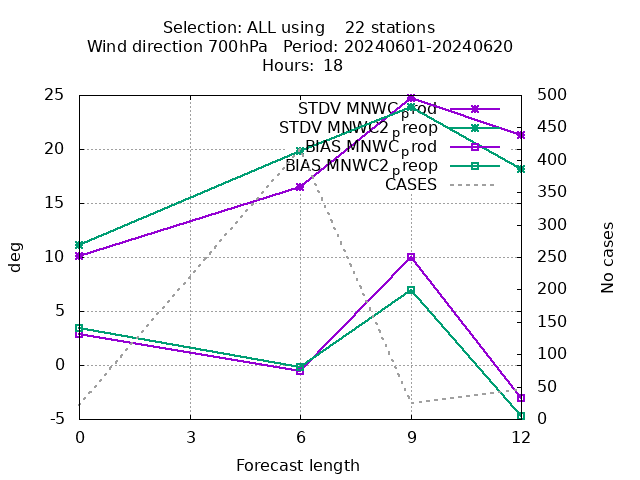 Selection: ALL using    22 stations
Wind direction 700hPa   Period: 20240601-20240620
Hours: 18
STDV MNWC_prod
STDV MNWC2_preop
BIAS MNWC_prod
BIAS MNWC2_preop
CASES
25
20
15
10
5
0
-5
500
450
400
350
300
250
200
150
100
50
0
deg
No cases
0 3 6 9 12
Forecast length